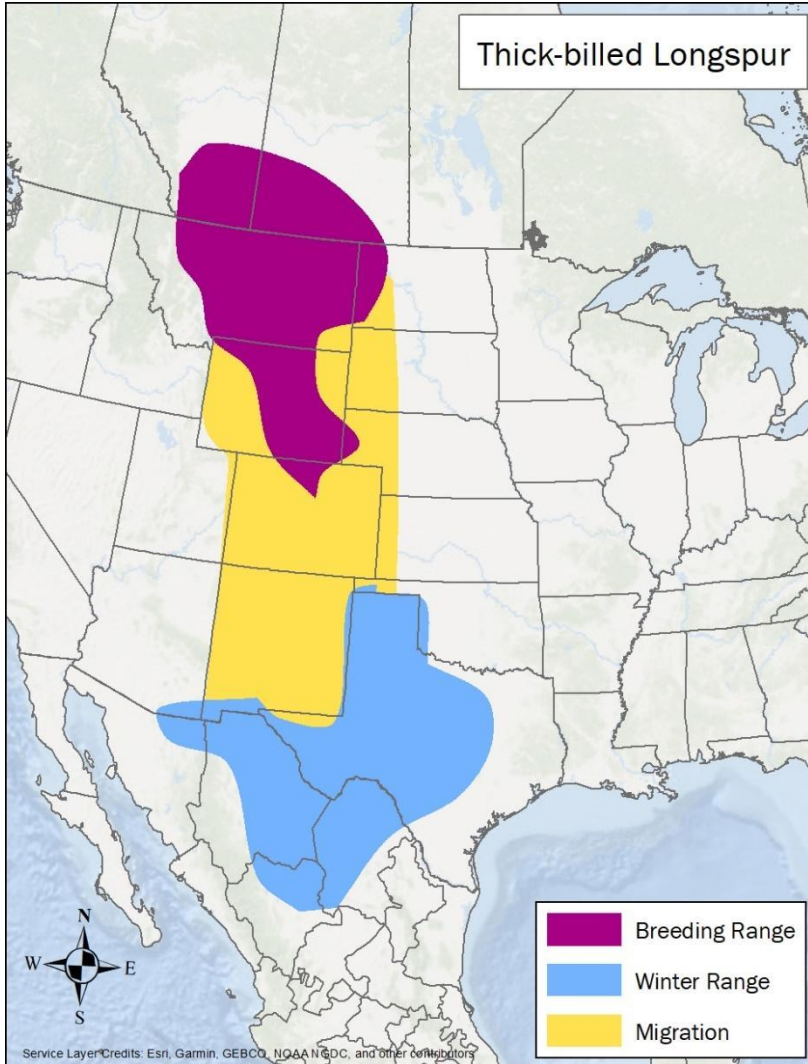 Thick-billed Longspur
N
W
E
S
Breeding Range
Winter Range
Migration
Service Layer Credits: Esri, Garmin, GEBCO, NOAA NGDC, and other contributors